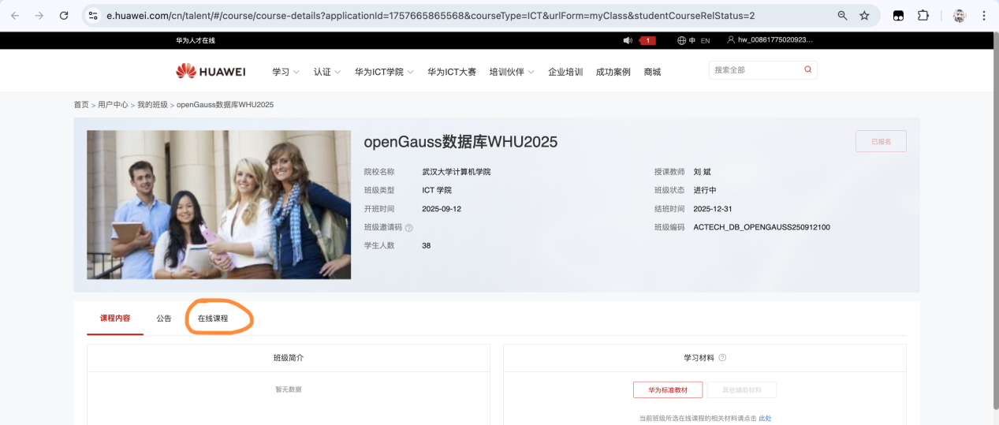 e.huawei.com/cn/talent/#/course/course-details?applicationId=1757665865568&courseType=ICT&urlForm=myClass&studentCourseRelStatus=2
华为人才在线 1 中 EN hw_00861775020923...
HUAWEI 学习 认证 华为ICT学院 华为ICT大赛 培训伙伴 企业培训 成功案例 商城 搜索全部
首页 > 用户中心 > 我的班级 > openGauss数据库WHU2025
openGauss数据库WHU2025 已报名
院校名称 武汉大学计算机学院 授课教师 刘 斌
班级类型 ICT 学院 班级状态 进行中
开班时间 2025-09-12 结班时间 2025-12-31
班级邀请码 ? 班级编码 ACTECH_DB_OPENGAUSS250912100
学生人数 38
课程内容 公告 在线课程
班级简介 学习材料 ?
暂无数据 华为标准教材 其他辅助材料
当前班级所选在线课程的相关材料请点击 此处